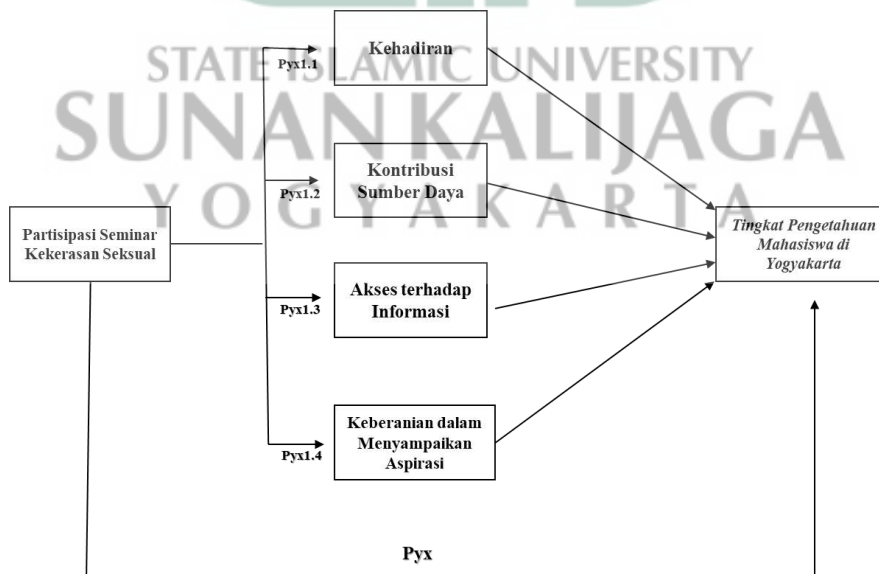 Kehadiran
Pyx1.1
STATE ISLAMIC UNIVERSITY
SUNAN KALIJAGA
YOGYAKARTA
Kontribusi
Sumber Daya
Pyx1.2
Partisipasi Seminar
Kekerasan Seksual
Tingkat Pengetahuan
Mahasiswa di
Yogyakarta
Akses terhadap
Informasi
Pyx1.3
Keberanian dalam
Menyampaikan
Aspirasi
Pyx1.4
Pyx